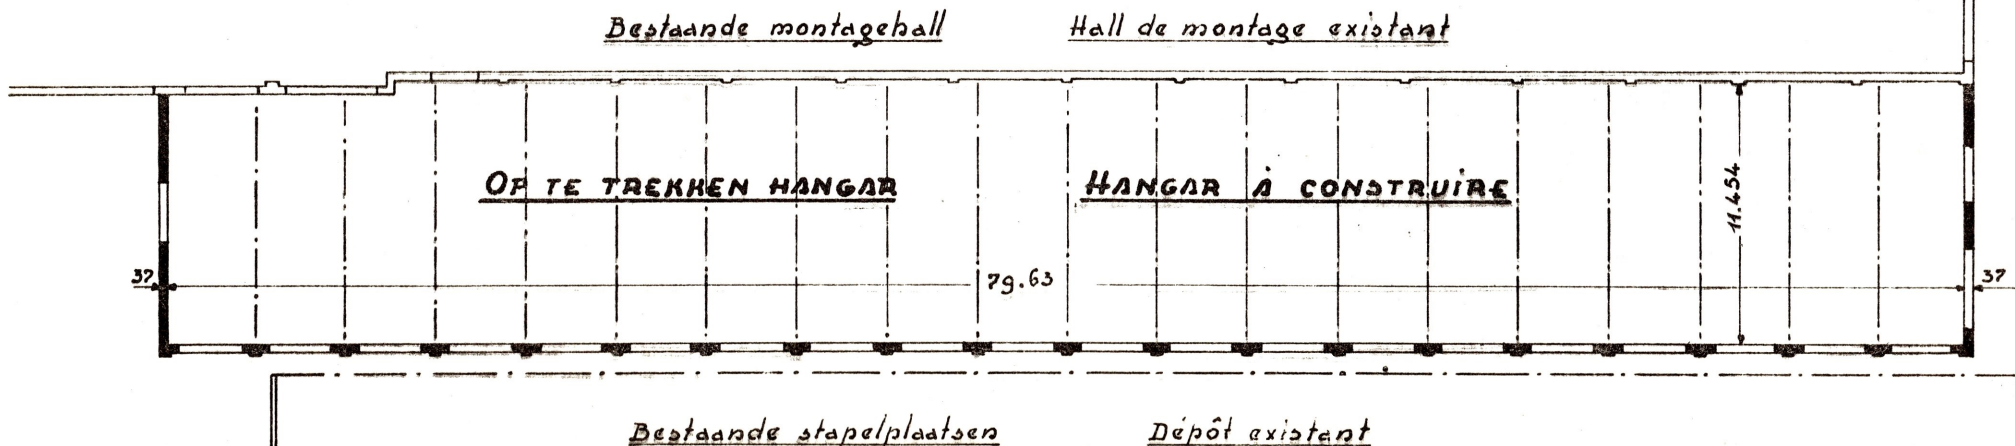 Bestaande montagehall Hall de montage existant
OP TE TREKKEN HANGAR HANGAR À CONSTRUIRE
11.454
37 79.63 37
Bestaande stapelplaatsen Dépôt existant